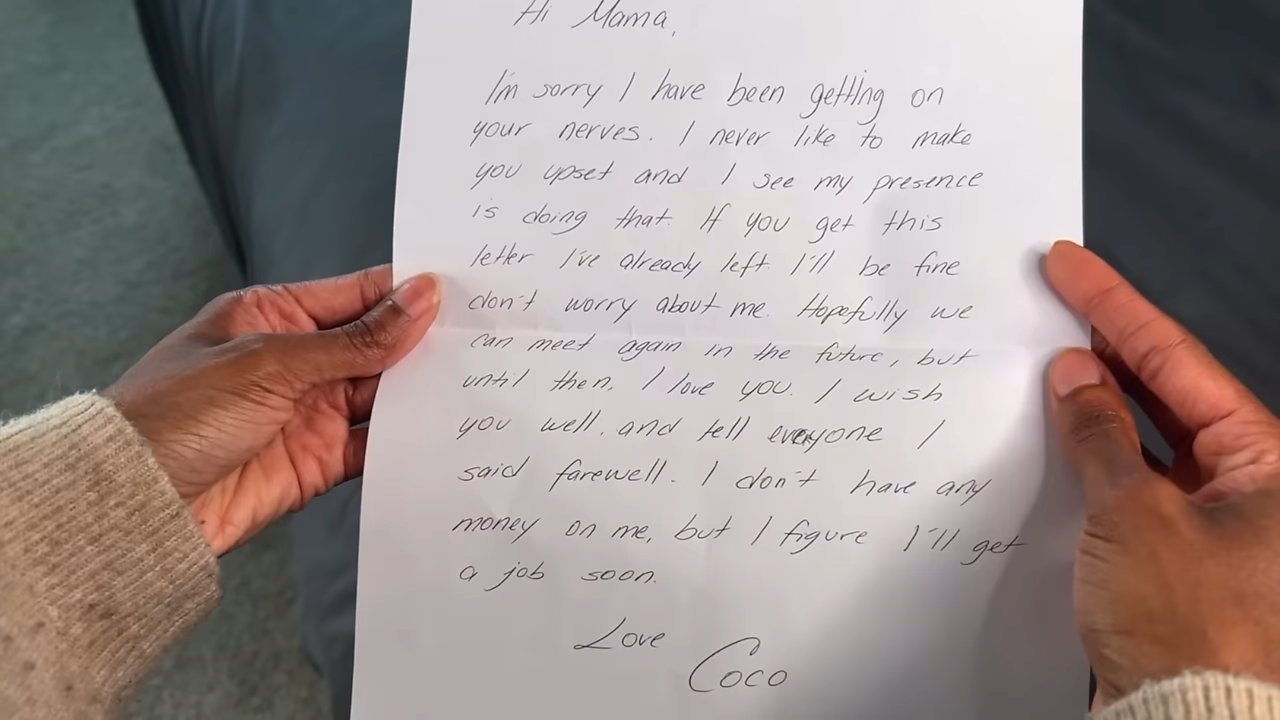 Hi Mama,
I'm sorry I have been getting on
your nerves. I never like to make
you upset and I see my presence
is doing that. If you get this
letter I've already left. I'll be fine
don't worry about me. Hopefully we
can meet again in the future, but
until then, I love you. I wish
you well, and tell everyone I
said farewell. I don't have any
money on me, but I figure I'll get
a job soon.
Love
Coco